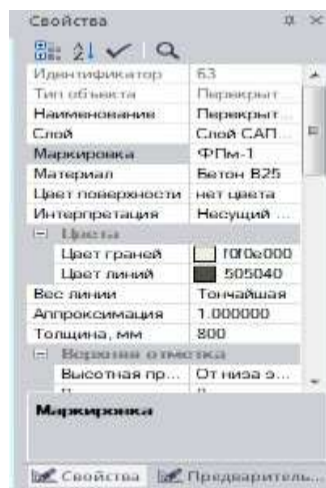 Свойства
Идентификатор 63
Тип объекта Перекрыт...
Наименование Перекрыт...
Слой Слой САП...
Маркировка ФПм-1
Материал Бетон В25
Цвет поверхности нет цвета
Интерпретация Несущий ...
Цвета
Цвет граней f0f0e000
Цвет линий 505040
Вес линии Тончайшая
Аппроксимация 1.000000
Толщина, мм 800
Верхняя отметка
Высотная пр... От низа э...
Маркировка
Свойства Предваритель...